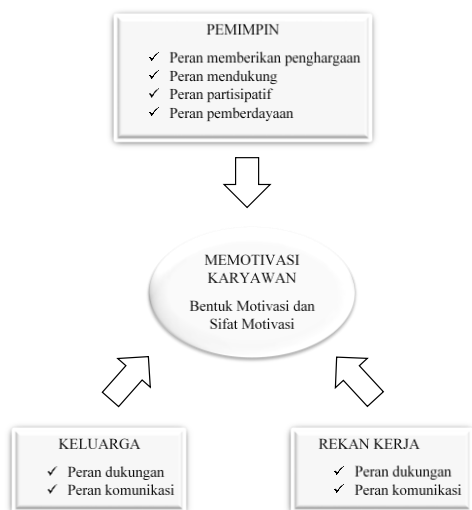 PEMIMPIN
✓ Peran memberikan penghargaan
✓ Peran mendukung
✓ Peran partisipatif
✓ Peran pemberdayaan
MEMOTIVASI
KARYAWAN
Bentuk Motivasi dan
Sifat Motivasi
KELUARGA
✓ Peran dukungan
✓ Peran komunikasi
REKAN KERJA
✓ Peran dukungan
✓ Peran komunikasi